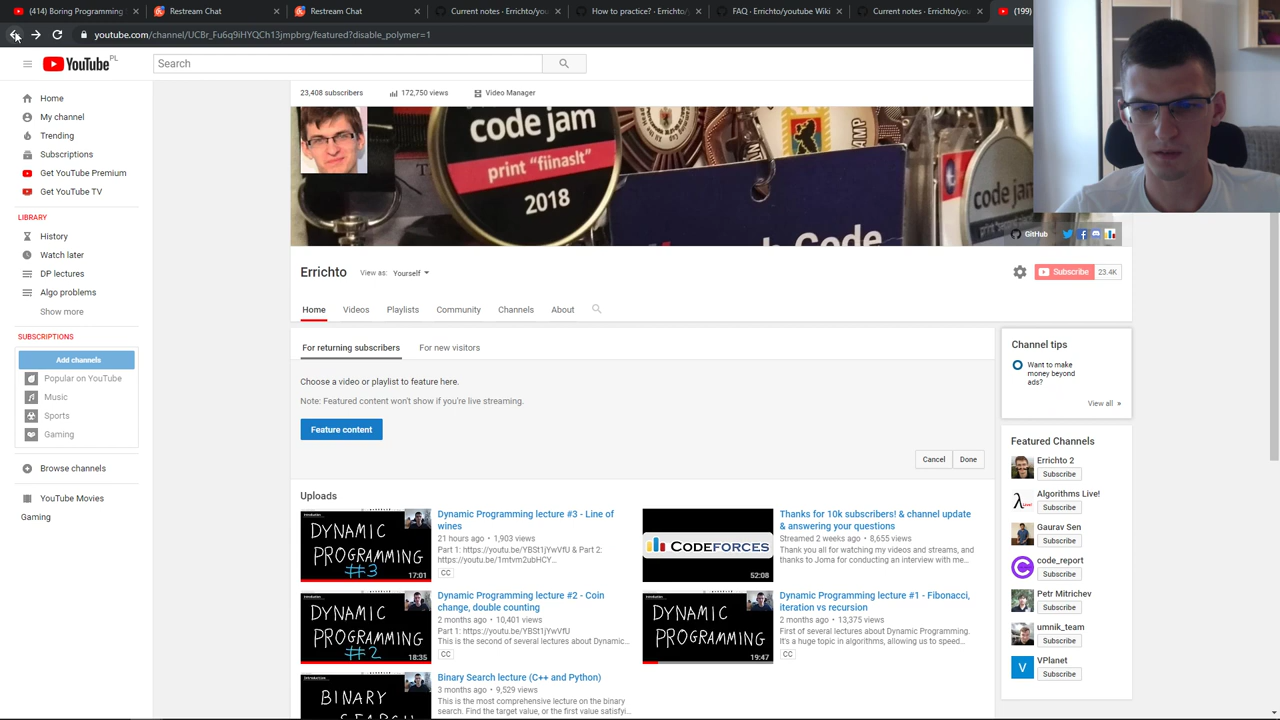 (414) Boring Programming
Restream Chat
Restream Chat
Current notes · Errichto/yout
How to practice? · Errichto/
FAQ · Errichto/youtube Wiki
Current notes · Errichto/yout
(199)
youtube.com/channel/UCBr_Fu6q9iHYQCh13jmpbrg/featured?disable_polymer=1
YouTube PL
Search
Home
My channel
Trending
Subscriptions
Get YouTube Premium
Get YouTube TV
LIBRARY
History
Watch later
DP lectures
Algo problems
Show more
SUBSCRIPTIONS
Add channels
Popular on YouTube
Music
Sports
Gaming
Browse channels
YouTube Movies
Gaming
23,408 subscribers
172,750 views
Video Manager
code jam
print "fiinaslt"
2018
code jam
Code
GitHub
Errichto
View as: Yourself
Subscribe 23.4K
Home
Videos
Playlists
Community
Channels
About
For returning subscribers
For new visitors
Choose a video or playlist to feature here.
Note: Featured content won't show if you're live streaming.
Feature content
Cancel
Done
Uploads
DYNAMIC
PROGRAMMING
#3
17:01
Dynamic Programming lecture #3 - Line of
wines
21 hours ago • 1,903 views
Part 1: https://youtu.be/YBSt1jYwVfU & Part 2:
https://youtu.be/1mtvm2ubHCY...
CC
CODEFORCES
52:08
Thanks for 10k subscribers! & channel update
& answering your questions
Streamed 2 weeks ago • 8,655 views
Thank you all for watching my videos and streams, and
thanks to Joma for conducting an interview with me...
DYNAMIC
PROGRAMMING
#2
18:35
Dynamic Programming lecture #2 - Coin
change, double counting
2 months ago • 10,401 views
Part 1: https://youtu.be/YBSt1jYwVfU
This is the second of several lectures about Dynamic...
CC
DYNAMIC
PROGRAMMING
19:47
Dynamic Programming lecture #1 - Fibonacci,
iteration vs recursion
2 months ago • 13,375 views
First of several lectures about Dynamic Programming.
It's a huge topic in algorithms, allowing us to speed...
CC
BINARY
Binary Search lecture (C++ and Python)
3 months ago • 9,529 views
This is the most comprehensive lecture on the binary
search. Find the target value, or the first value satisfyi...
Channel tips
Want to make
money beyond
ads?
View all »
Featured Channels
Errichto 2
Subscribe
Algorithms Live!
Subscribe
Gaurav Sen
Subscribe
code_report
Subscribe
Petr Mitrichev
Subscribe
umnik_team
Subscribe
V
VPlanet
Subscribe